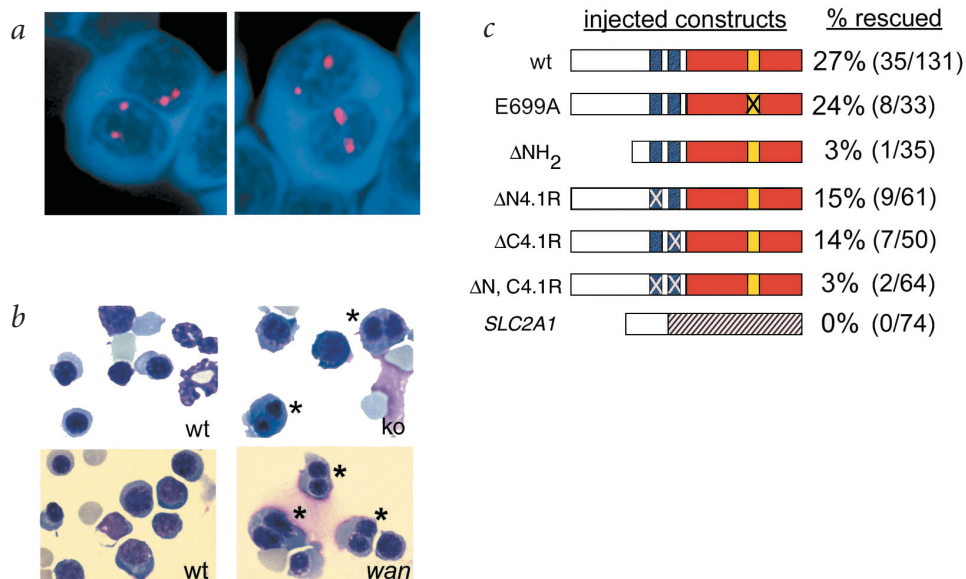 a
b
* wt * ko
wt * * * wan
c injected constructs % rescued
wt 27% (35/131)
E699A 24% (8/33)
ΔNH₂ 3% (1/35)
ΔN4.1R 15% (9/61)
ΔC4.1R 14% (7/50)
ΔN, C4.1R 3% (2/64)
SLC2A1 0% (0/74)